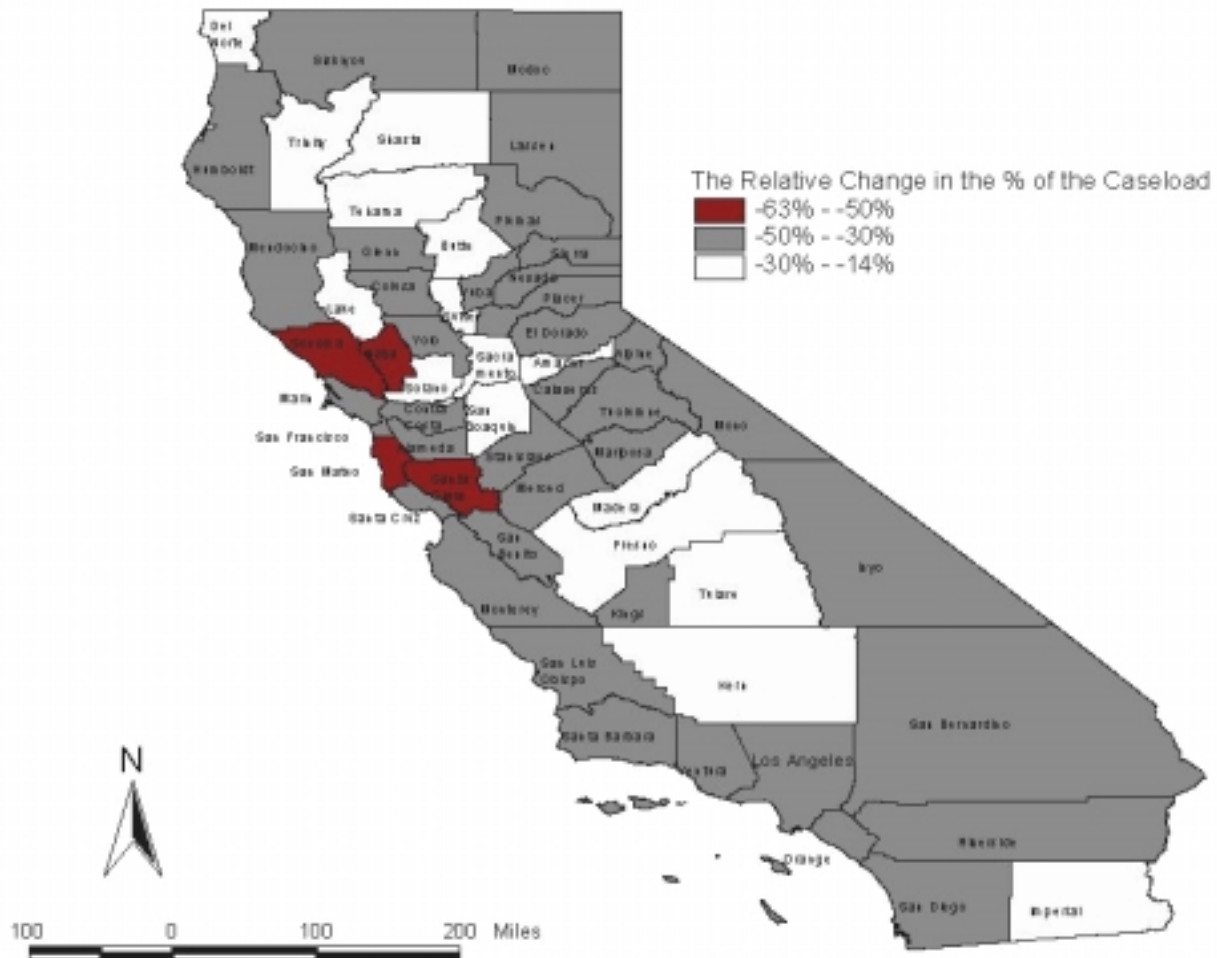 Del
Norte
Siskiyou
Modoc
Trinity
Shasta
Lassen
Humboldt
The Relative Change in the % of the Caseload
-63% - -50%
-50% - -30%
-30% - -14%
Tehama
Plumas
Mendocino
Glenn
Butte
Sierra
Nevada
Colusa
Yuba
Placer
Lake
Sutter
El Dorado
Sonoma
Napa
Yolo
Sacra
mento
Amador
Alpine
Solano
Calaveras
Marin
Contra
Costa
San
Joaquin
Tuolumne
Mono
San Francisco
Alameda
Stanislaus
Mariposa
San Mateo
Santa
Clara
Merced
Madera
Santa Cruz
San
Benito
Fresno
Inyo
Tulare
Monterey
Kings
San Luis
Obispo
Kern
San Bernardino
Santa Barbara
Ventura
Los Angeles
N
Riverside
Orange
San Diego
Imperial
100 0 100 200 Miles